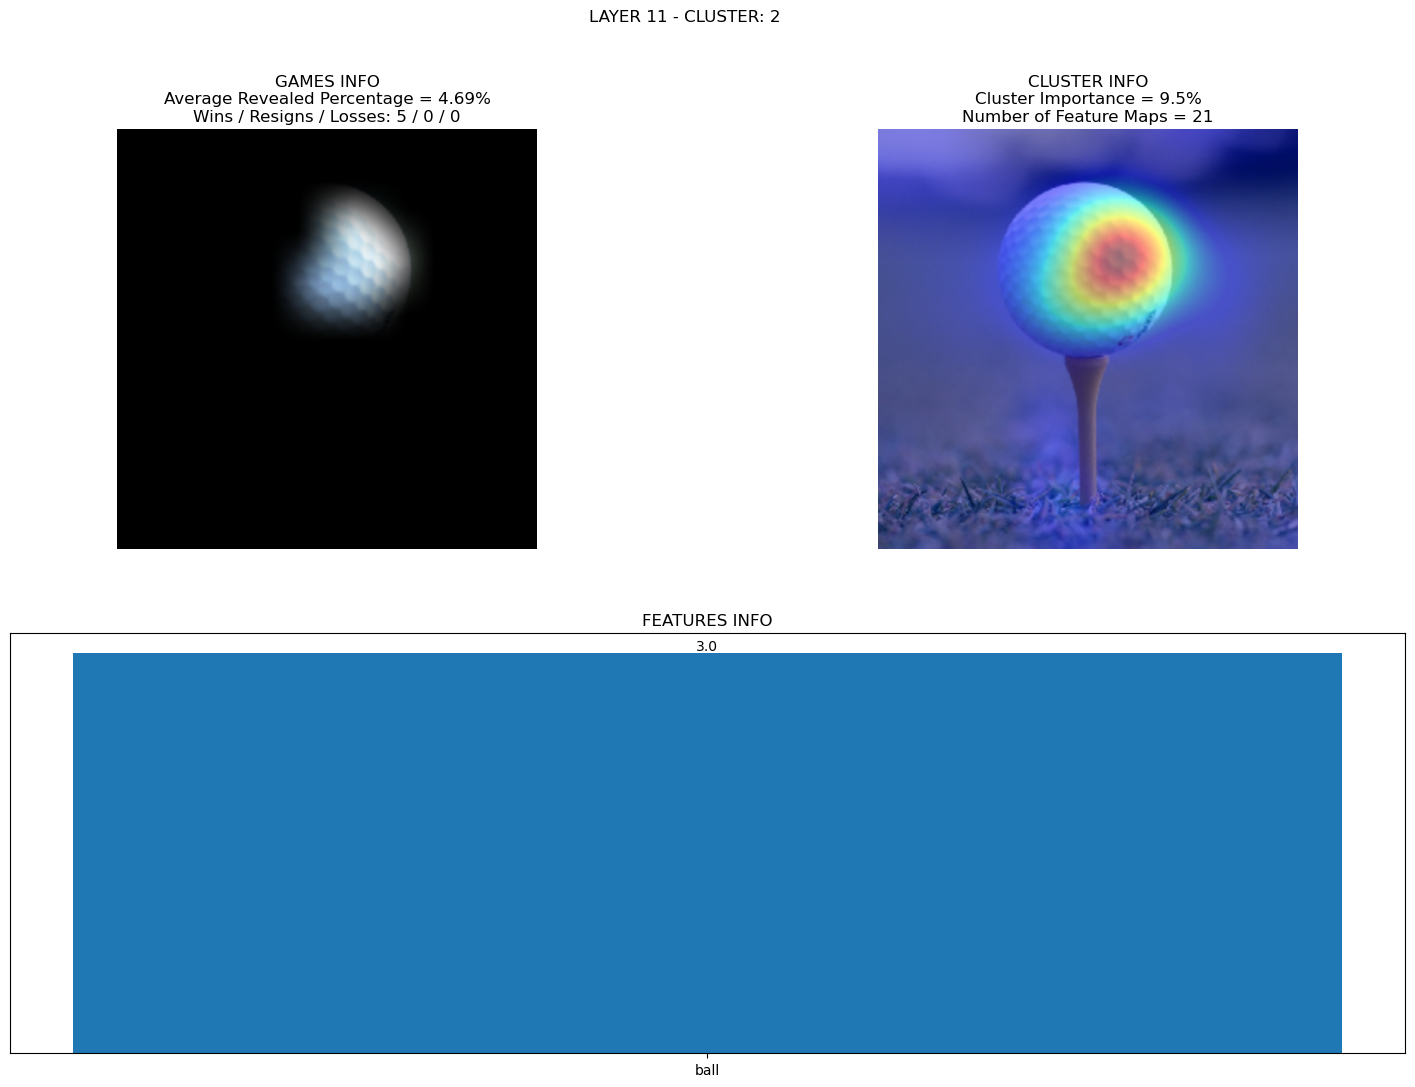 LAYER 11 - CLUSTER: 2
GAMES INFO
Average Revealed Percentage = 4.69%
Wins / Resigns / Losses: 5 / 0 / 0
CLUSTER INFO
Cluster Importance = 9.5%
Number of Feature Maps = 21
FEATURES INFO
3.0
ball